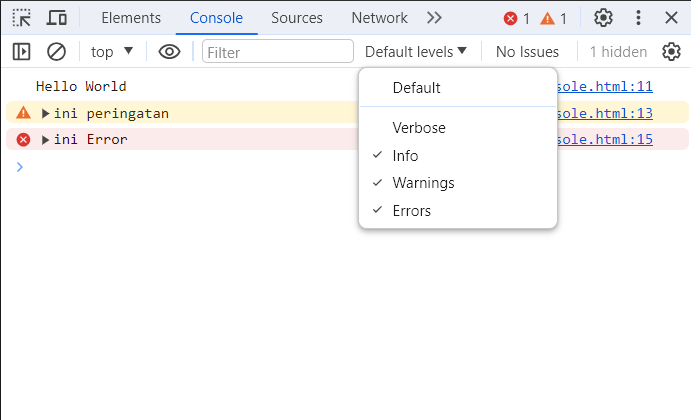 Elements Console Sources Network 1 1
top Filter Default levels No Issues 1 hidden
Hello World sole.html:11
ini peringatan sole.html:13
ini Error sole.html:15
Default
Verbose
Info
Warnings
Errors